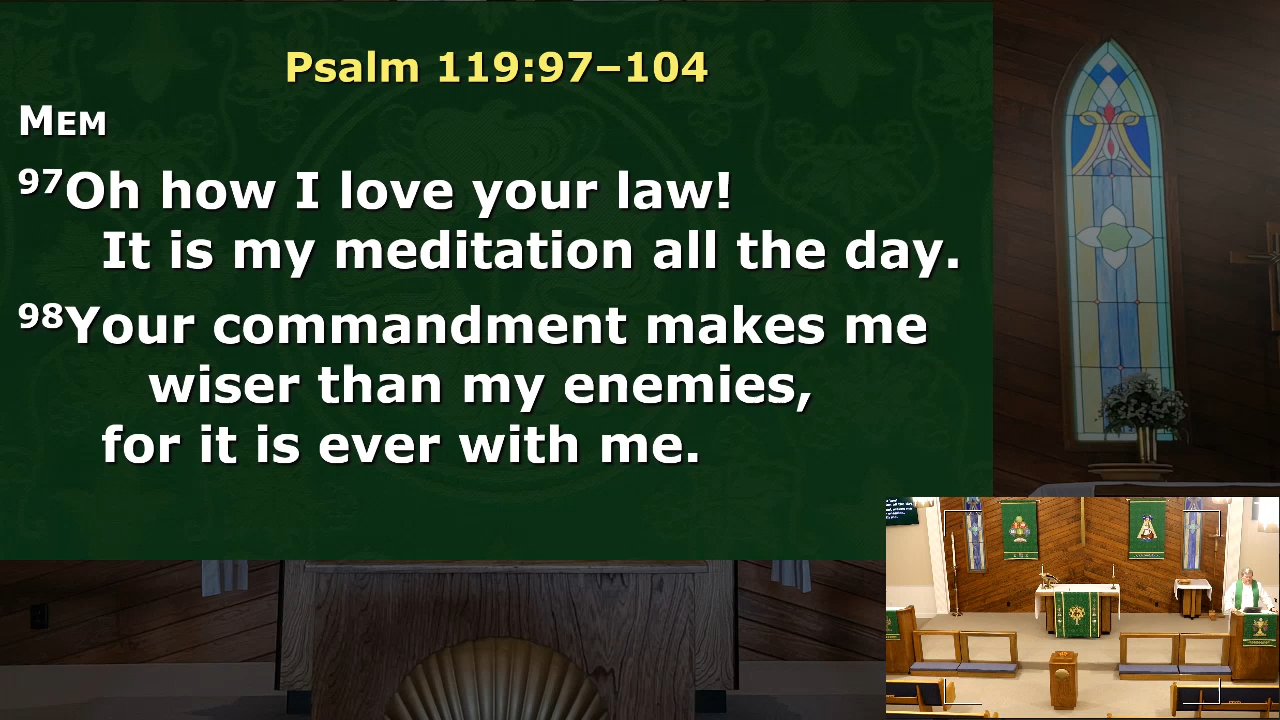 Psalm 119:97–104
MEM
97Oh how I love your law!
It is my meditation all the day.
98Your commandment makes me
wiser than my enemies,
for it is ever with me.